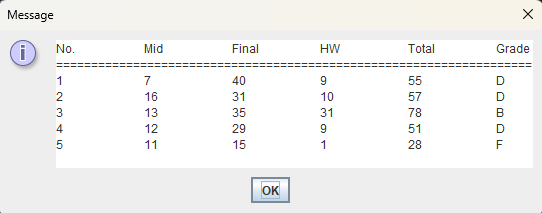 Message
No. Mid Final HW Total Grade
====================================================================
1 7 40 9 55 D
2 16 31 10 57 D
3 13 35 31 78 B
4 12 29 9 51 D
5 11 15 1 28 F
OK